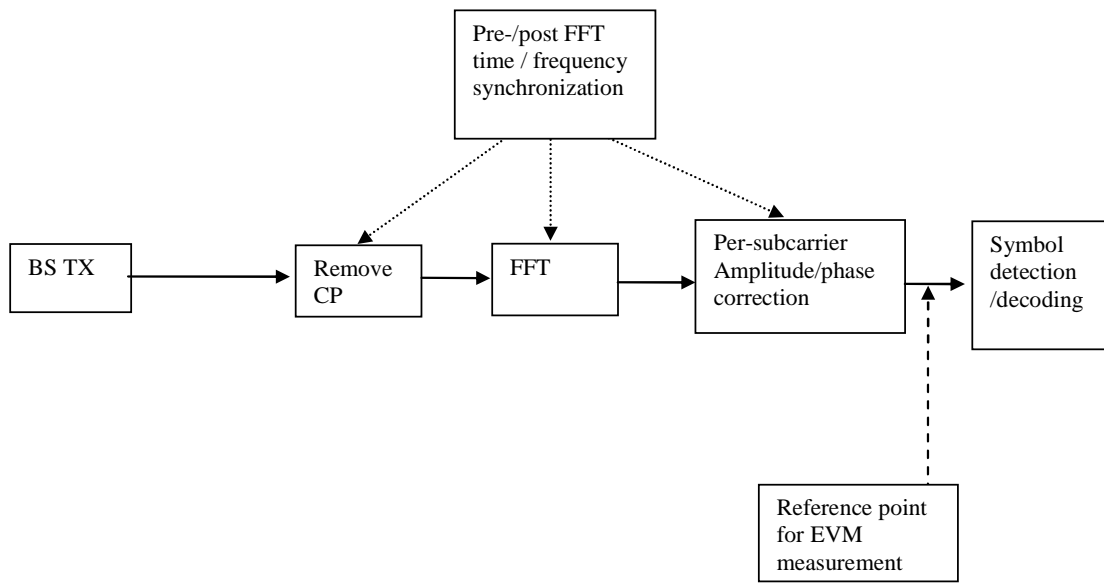 Pre-/post FFT
time / frequency
synchronization
BS TX
Remove
CP
FFT
Per-subcarrier
Amplitude/phase
correction
Symbol
detection
/decoding
Reference point
for EVM
measurement